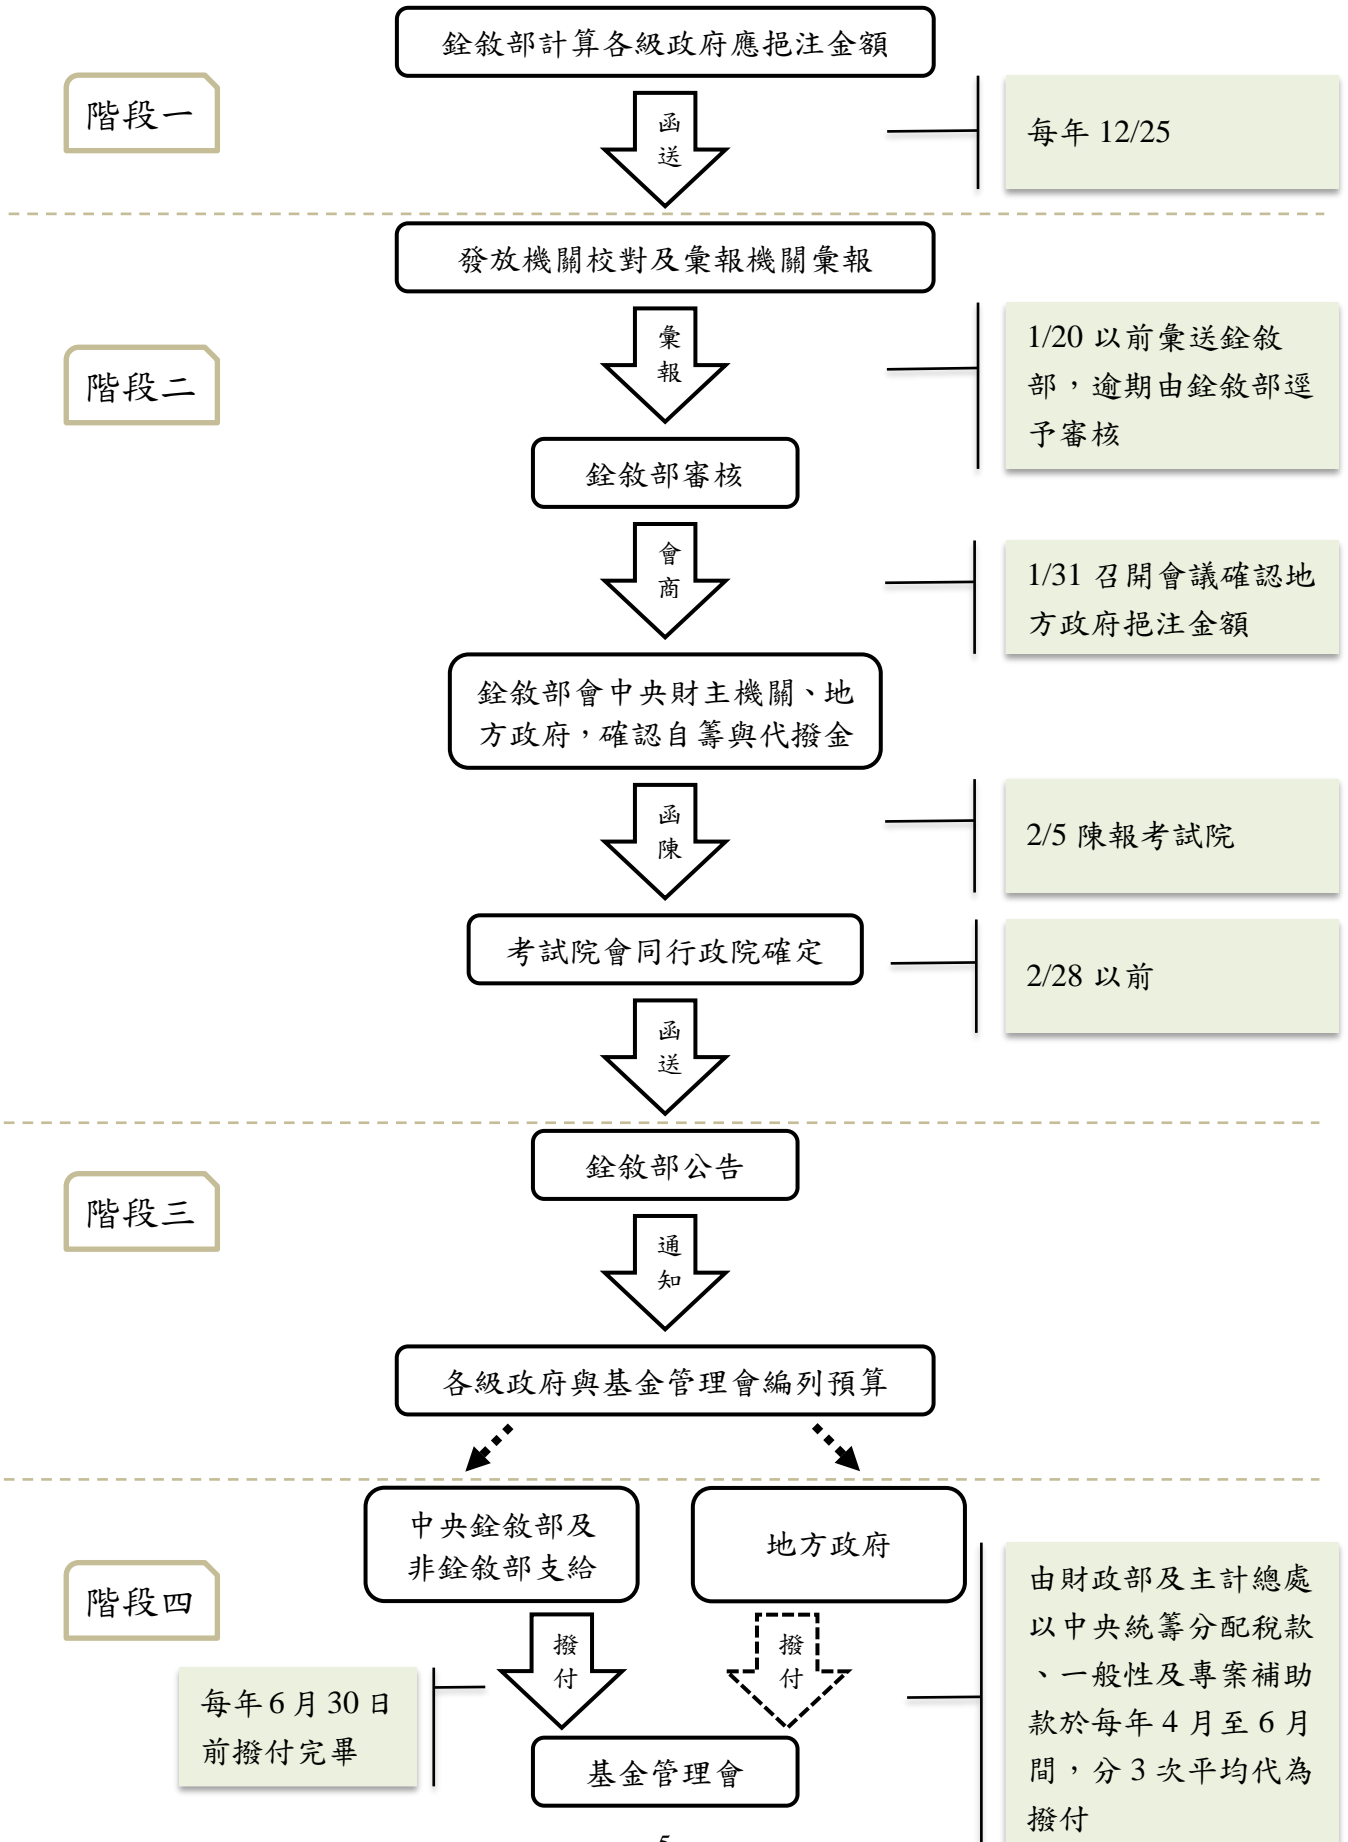 銓敘部計算各級政府應挹注金額
階段一
函
送
每年 12/25
發放機關校對及彙報機關彙報
階段二
彙
報
1/20 以前彙送銓敘
部，逾期由銓敘部逕
予審核
銓敘部審核
會
商
1/31 召開會議確認地
方政府挹注金額
銓敘部會中央財主機關、地
方政府，確認自籌與代撥金
函
陳
2/5 陳報考試院
考試院會同行政院確定
2/28 以前
函
送
階段三
銓敘部公告
通
知
各級政府與基金管理會編列預算
階段四
中央銓敘部及
非銓敘部支給
地方政府
撥
付
撥
付
每年 6 月 30 日
前撥付完畢
由財政部及主計總處
以中央統籌分配稅款
、一般性及專案補助
款於每年 4 月至 6 月
間，分 3 次平均代為
撥付
基金管理會